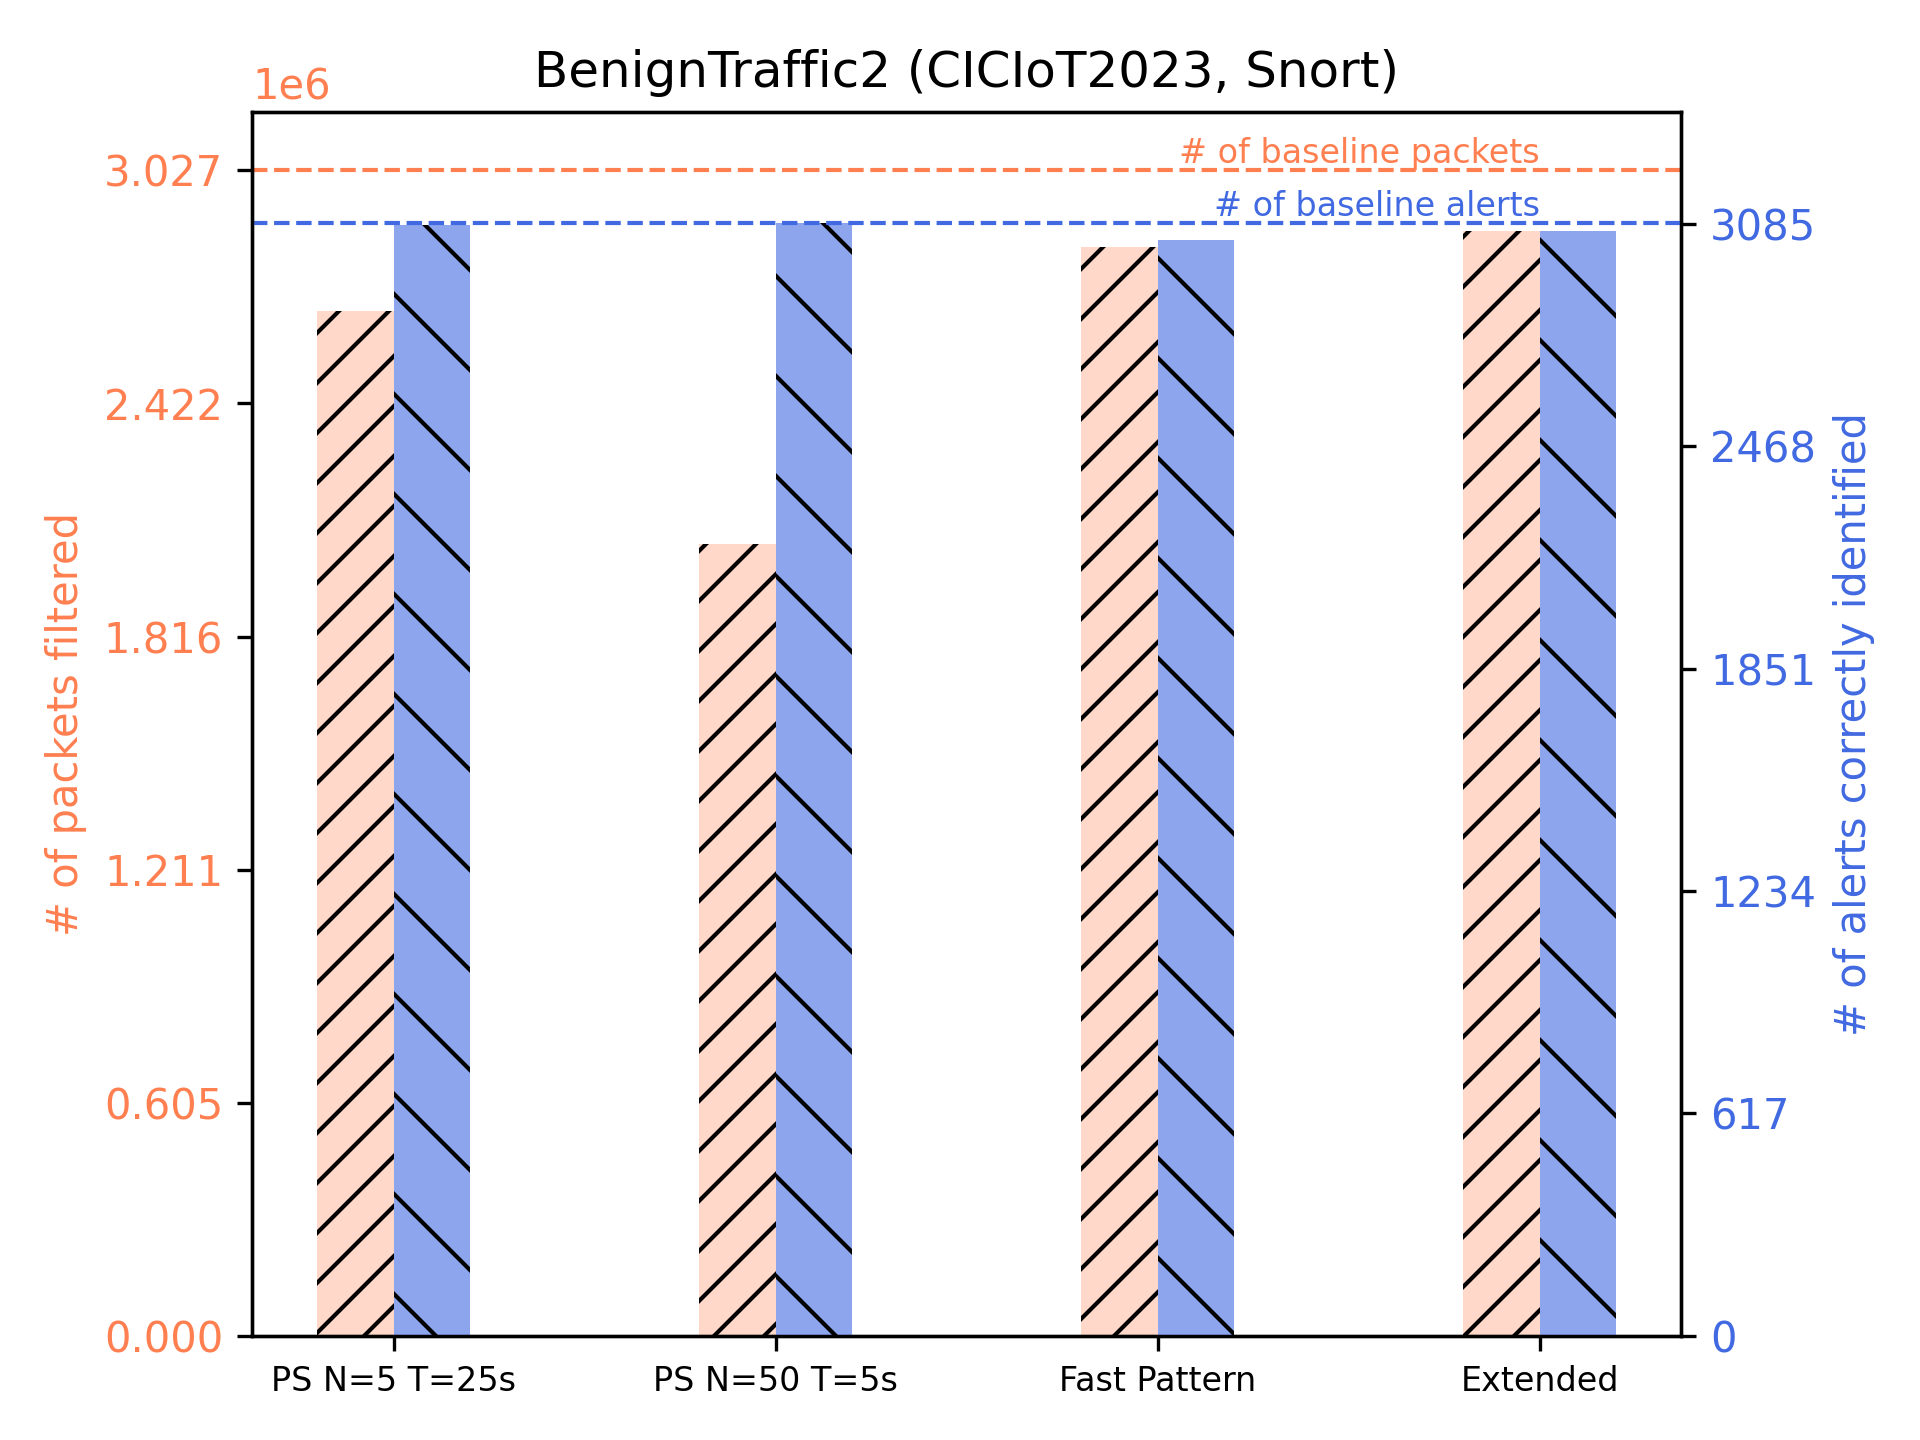 BenignTraffic2 (CICIoT2023, Snort)
1e6
# of baseline packets
# of baseline alerts
3.027
2.422
1.816
1.211
0.605
0.000
# of packets filtered
3085
2468
1851
1234
617
0
# of alerts correctly identified
PS N=5 T=25s
PS N=50 T=5s
Fast Pattern
Extended